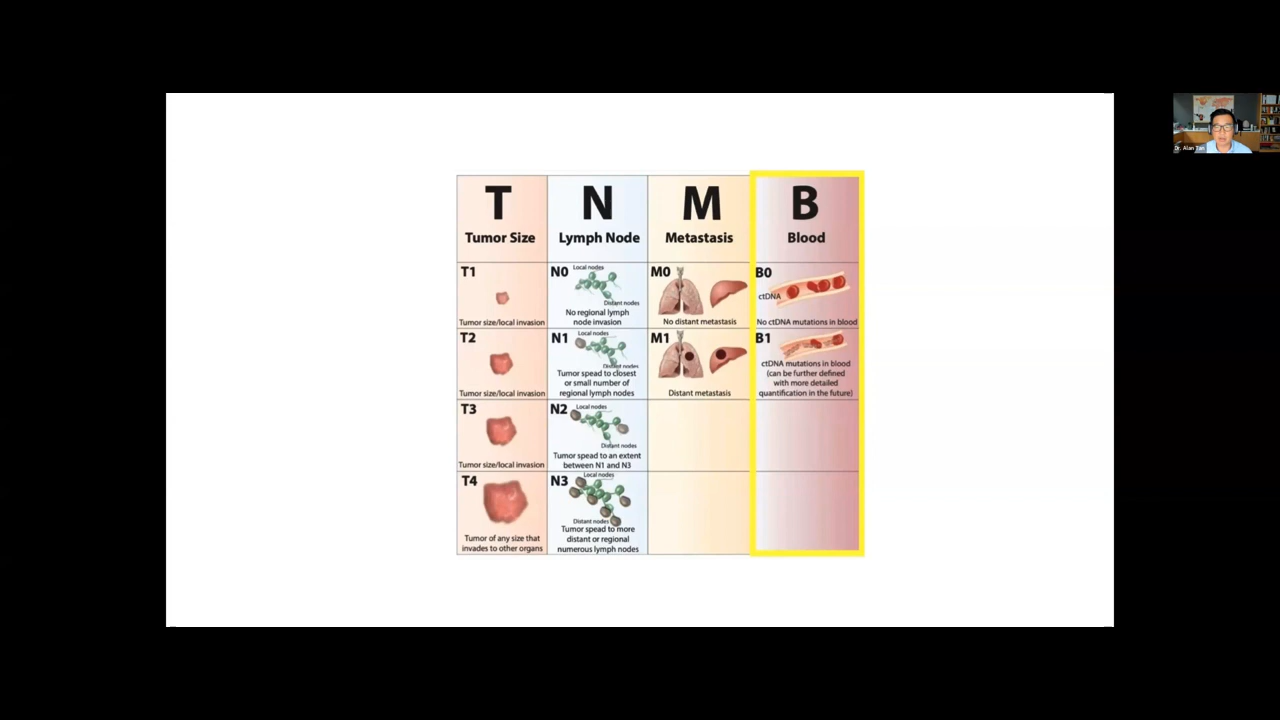 T
Tumor Size
N
Lymph Node
M
Metastasis
B
Blood
T1
Tumor size/local invasion
N0
Local nodes
Distant nodes
No regional lymph
node invasion
M0
No distant metastasis
B0
ctDNA
No ctDNA mutations in blood
T2
Tumor size/local invasion
N1
Local nodes
Distant nodes
Tumor spead to closest
or small number of
regional lymph nodes
M1
Distant metastasis
B1
ctDNA mutations in blood
(can be further defined
with more detailed
quantification in the future)
T3
Tumor size/local invasion
N2
Local nodes
Distant nodes
Tumor spead to an extent
between N1 and N3
T4
Tumor of any size that
invades to other organs
N3
Local nodes
Distant nodes
Tumor spead to more
distant or regional
numerous lymph nodes
Dr. Alan Tan